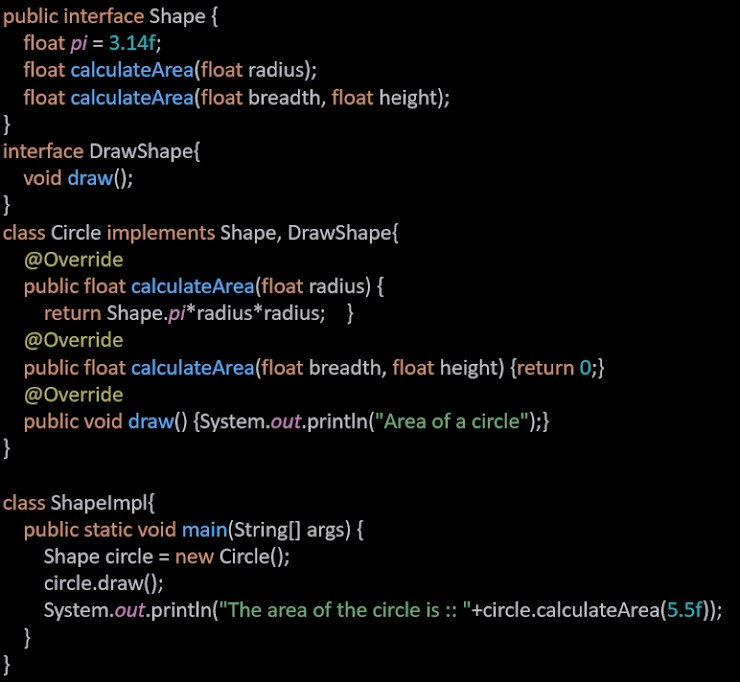 public interface Shape {
float pi = 3.14f;
float calculateArea(float radius);
float calculateArea(float breadth, float height);
}
interface DrawShape{
void draw();
}
class Circle implements Shape, DrawShape{
@Override
public float calculateArea(float radius) {
return Shape.pi*radius*radius; }
@Override
public float calculateArea(float breadth, float height) {return 0;}
@Override
public void draw() {System.out.println("Area of a circle");}
}
class ShapeImpl{
public static void main(String[] args) {
Shape circle = new Circle();
circle.draw();
System.out.println("The area of the circle is :: "+circle.calculateArea(5.5f));
}
}